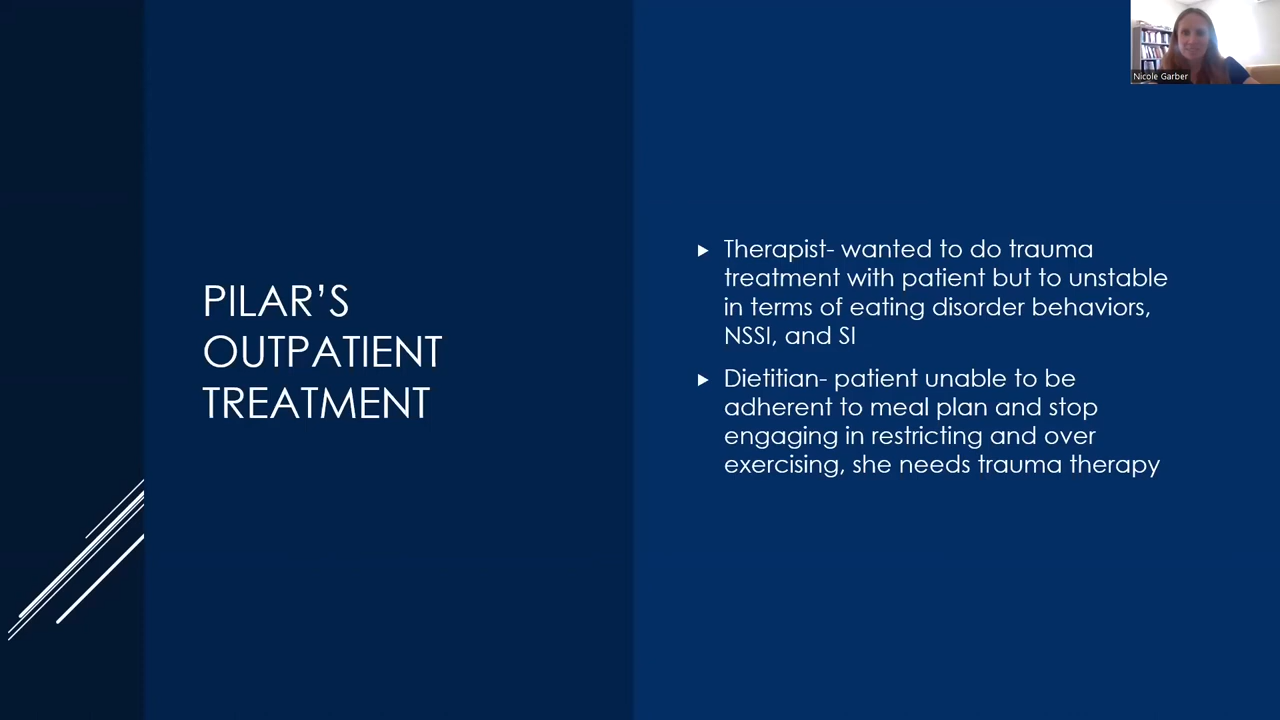 Nicole Garber
PILAR'S
OUTPATIENT
TREATMENT
Therapist- wanted to do trauma
treatment with patient but to unstable
in terms of eating disorder behaviors,
NSSI, and SI
Dietitian- patient unable to be
adherent to meal plan and stop
engaging in restricting and over
exercising, she needs trauma therapy